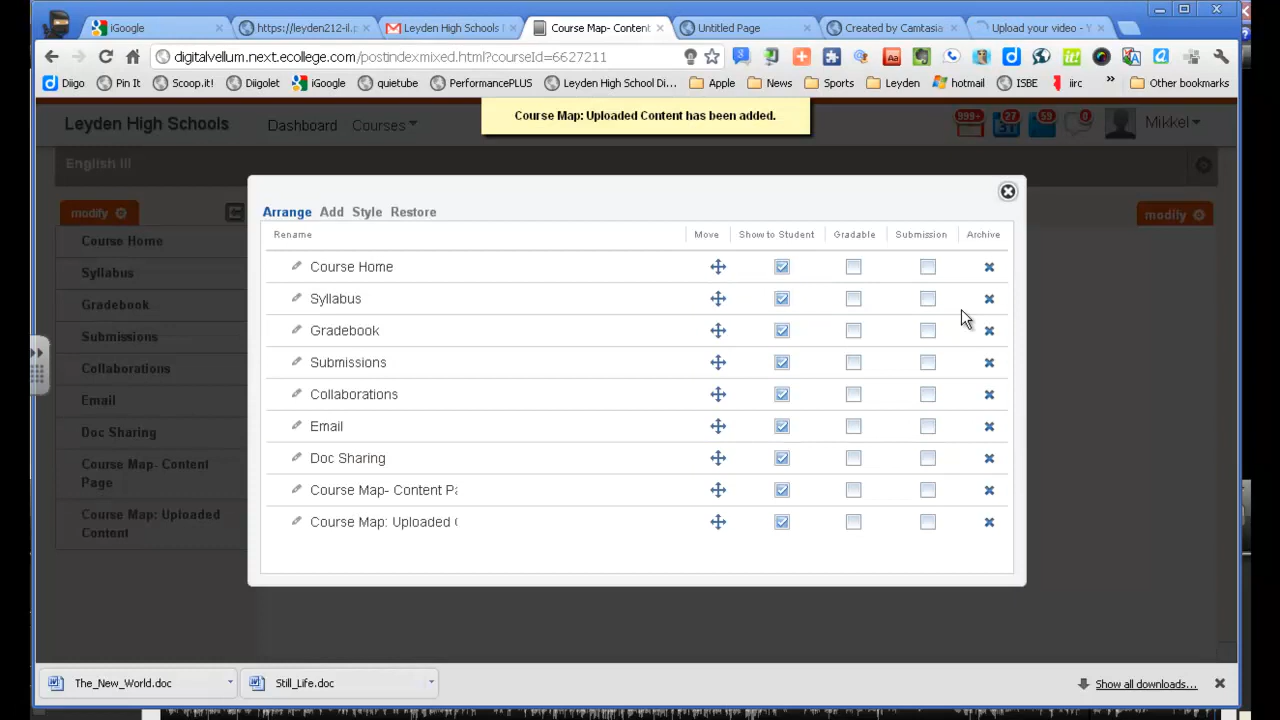 iGoogle
https://leyden212-il.p
Leyden High Schools
Course Map- Content
Untitled Page
Created by Camtasia
Upload your video - Y
digitalvellum.next.ecollege.com/pstindexmixed.html?courseId=6627211
Diigo
Pin It
Scoop.it!
Diigolet
iGoogle
quietube
PerformancePLUS
Leyden High School Di...
Apple
News
Sports
Leyden
hotmail
ISBE
iirc
Other bookmarks
Leyden High Schools
Dashboard
Courses
Course Map: Uploaded Content has been added.
999+
27
59
0
Mikkel
English III
modify
modify
Course Home
Syllabus
Gradebook
Submissions
Collaborations
Email
Doc Sharing
Course Map- Content
Page
Course Map: Uploaded
Content
Arrange Add Style Restore
Rename Move Show to Student Gradable Submission Archive
Course Home
Syllabus
Gradebook
Submissions
Collaborations
Email
Doc Sharing
Course Map- Content Pa
Course Map: Uploaded
The_New_World.doc
Still_Life.doc
Show all downloads...